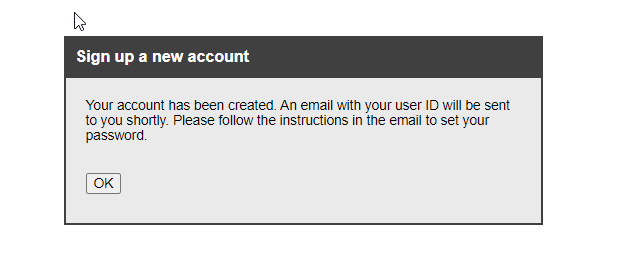 Sign up a new account
Your account has been created. An email with your user ID will be sent
to you shortly. Please follow the instructions in the email to set your
password.
OK